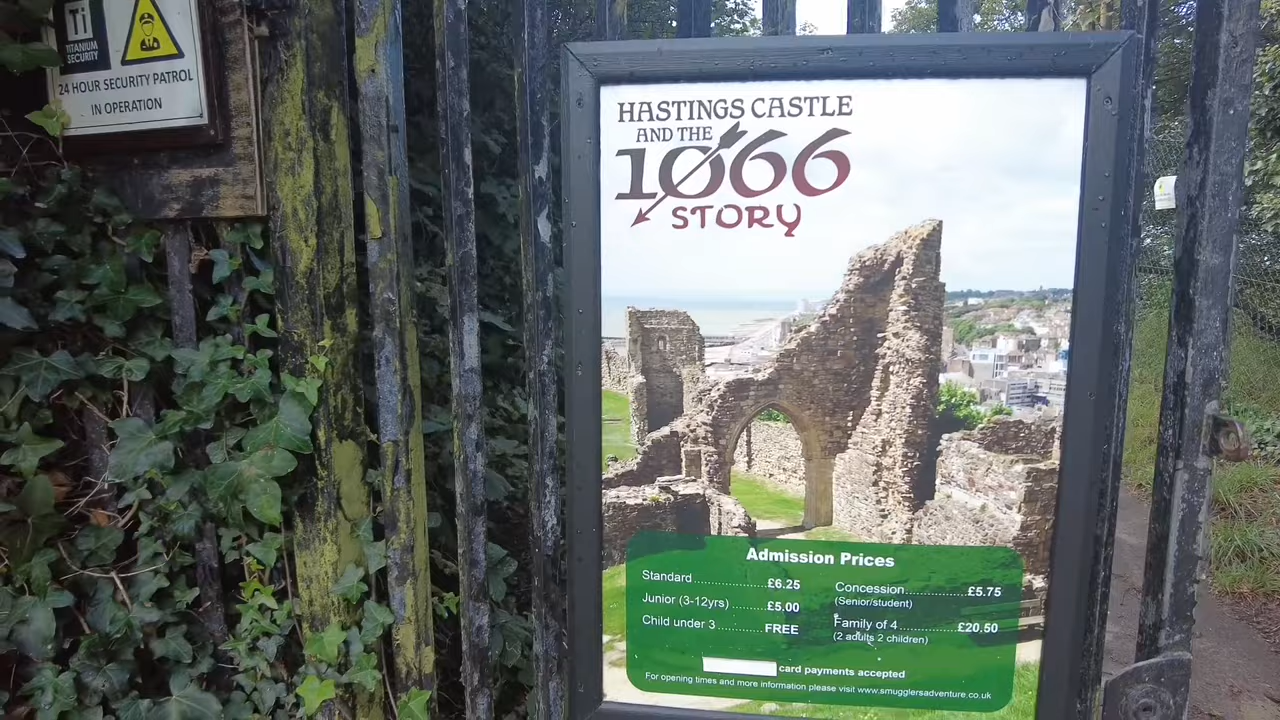 Ti
TITANIUM
SECURITY
24 HOUR SECURITY PATROL
IN OPERATION
HASTINGS CASTLE
AND THE
1066
STORY
Admission Prices
Standard........................£6.25
Junior (3-12yrs) ..............£5.00
Child under 3...................FREE
Concession......................£5.75
(Senior/student)
Family of 4......................£20.50
(2 adults 2 children)
card payments accepted
For opening times and more information please visit www.smugglersadventure.co.uk